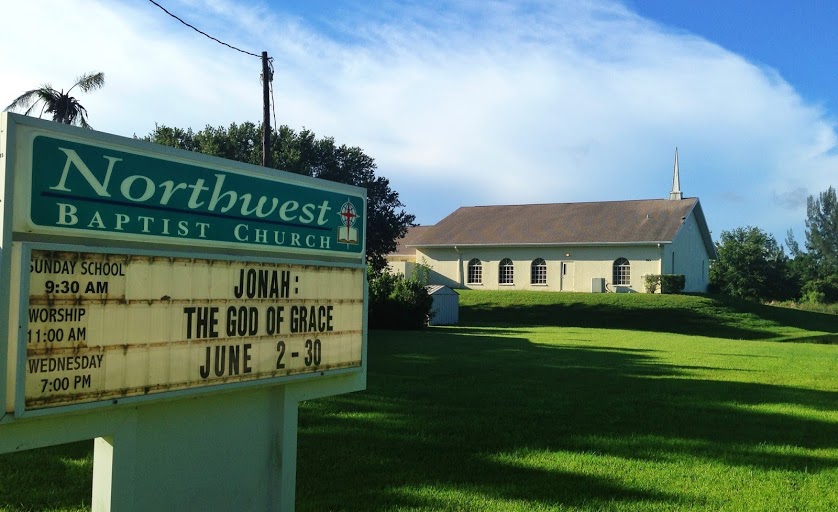 Northwest
BAPTIST CHURCH
SUNDAY SCHOOL
9:30 AM
WORSHIP
11:00 AM
WEDNESDAY
7:00 PM
JONAH:
THE GOD OF GRACE
JUNE 2-30